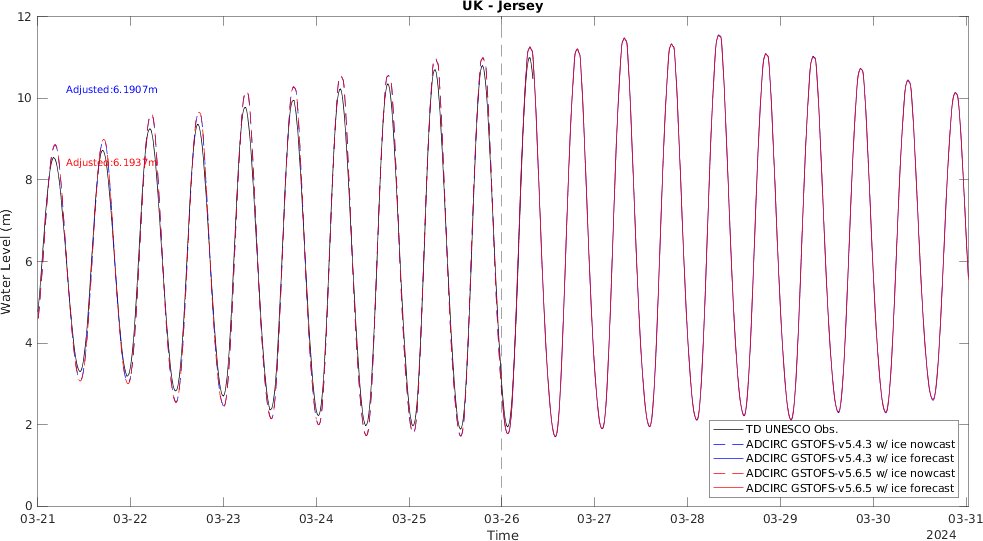 UK - Jersey
12
10
8
6
4
2
0
Water Level (m)
Adjusted:6.1907m
Adjusted:6.1937m
TD UNESCO Obs.
ADCIRC GSTOFS-v5.4.3 w/ ice nowcast
ADCIRC GSTOFS-v5.4.3 w/ ice forecast
ADCIRC GSTOFS-v5.6.5 w/ ice nowcast
ADCIRC GSTOFS-v5.6.5 w/ ice forecast
03-21 03-22 03-23 03-24 03-25 03-26 03-27 03-28 03-29 03-30 03-31
Time
2024